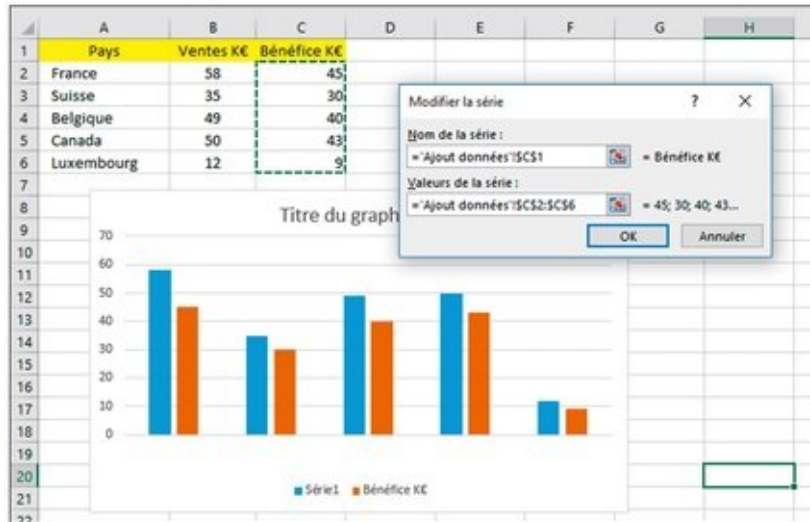 A B C D E F G H
1 Pays Ventes K€ Bénéfice K€
2 France 58 45
3 Suisse 35 30
4 Belgique 49 40
5 Canada 50 43
6 Luxembourg 12 9
7
8
9
10
11
12
13
14
15
16
17
18
19
20
21
22
Modifier la série ? X
Nom de la série :
='Ajout données'!$C$1 = Bénéfice K€
Valeurs de la série :
='Ajout données'!$C$2:$C$6 = 45; 30; 40; 43...
OK Annuler
Titre du graph
70
60
50
40
30
20
10
0
Série1 Bénéfice K€